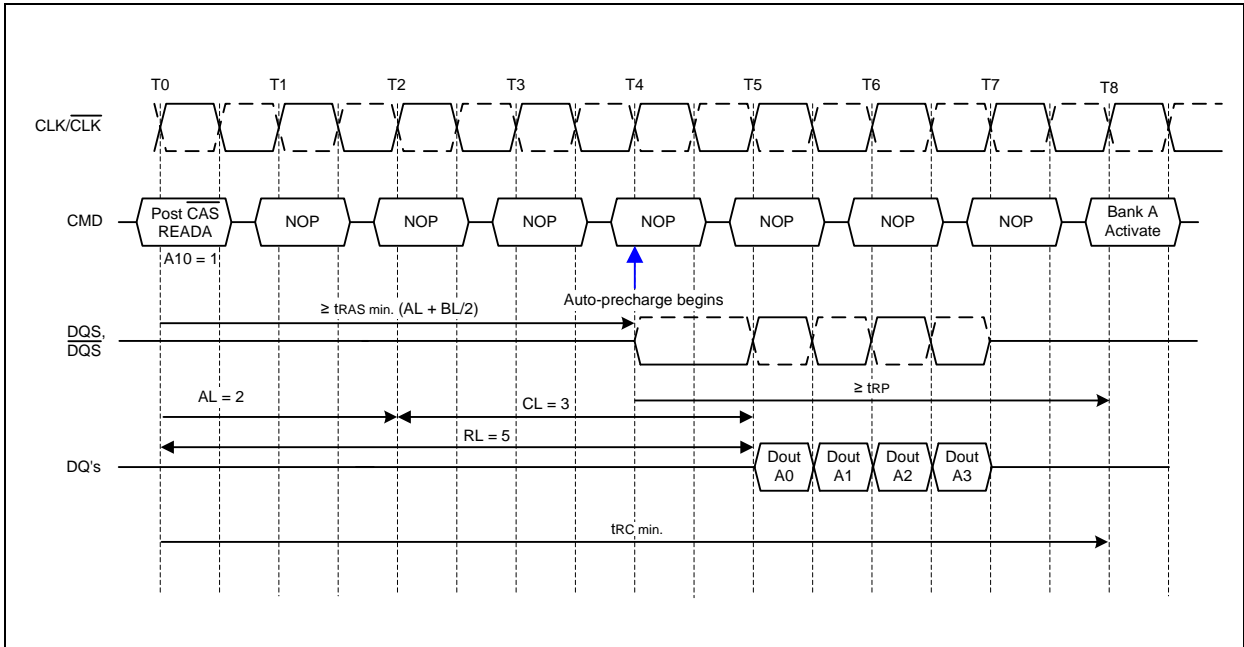 T0 T1 T2 T3 T4 T5 T6 T7 T8
CLK/CLK
CMD
Post CAS
READA
NOP NOP NOP NOP NOP NOP NOP
Bank A
Activate
A10 = 1
Auto-precharge begins
≥ tRAS min. (AL + BL/2)
DQS,
DQS
≥ tRP
AL = 2
CL = 3
RL = 5
DQ's
Dout
A0
Dout
A1
Dout
A2
Dout
A3
tRC min.